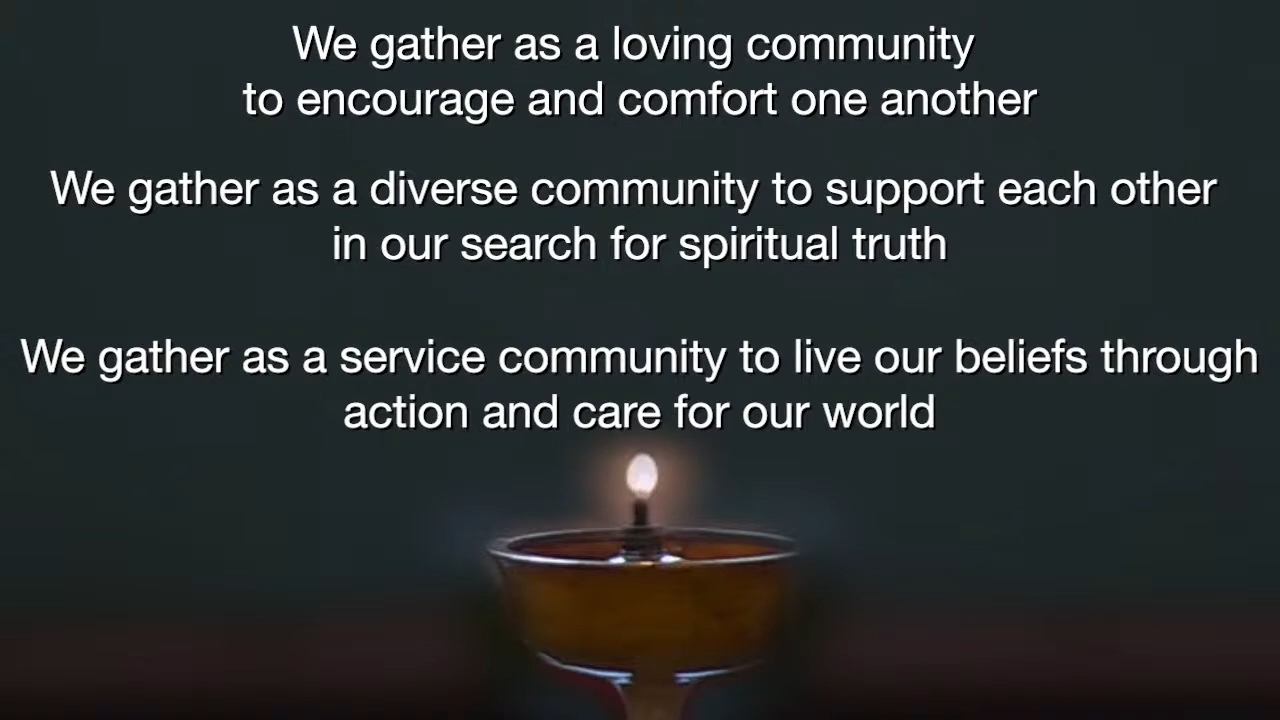 We gather as a loving community
to encourage and comfort one another
We gather as a diverse community to support each other
in our search for spiritual truth
We gather as a service community to live our beliefs through
action and care for our world